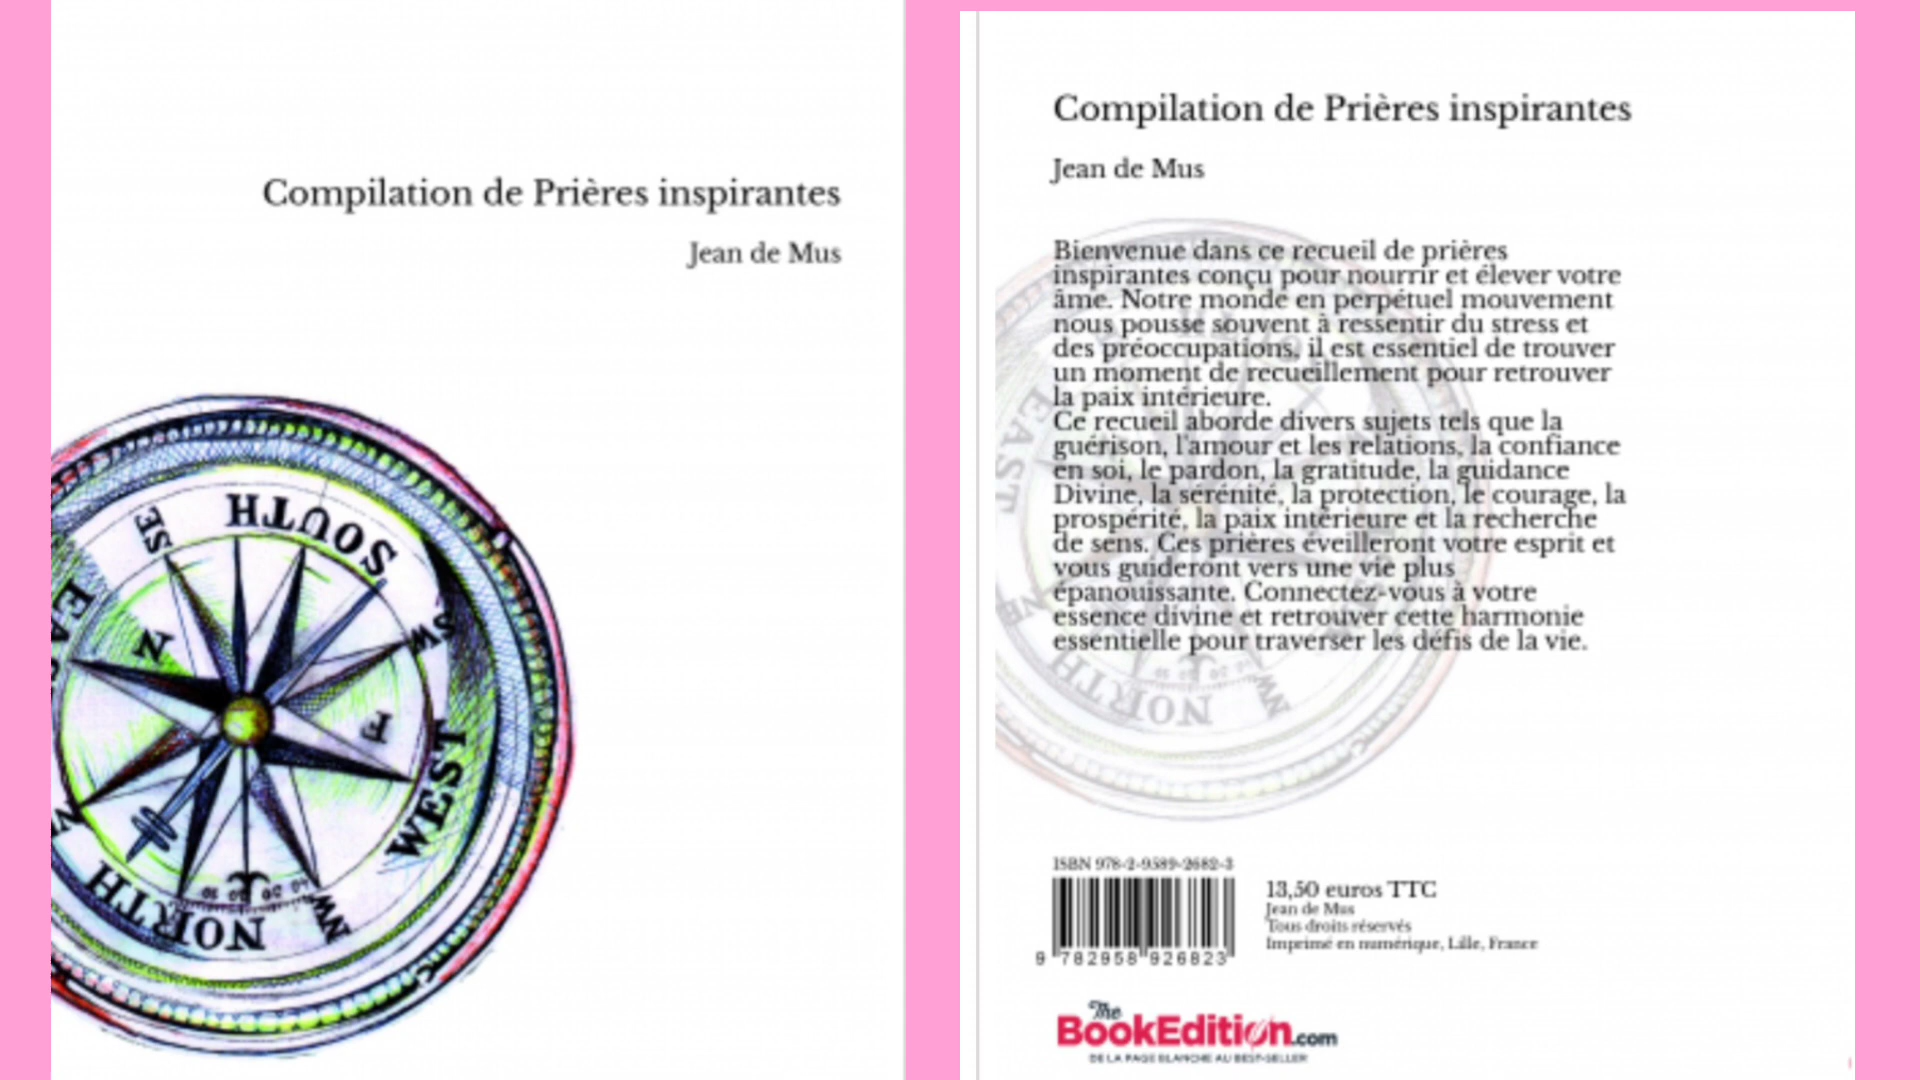 Compilation de Prières inspirantes
Jean de Mus
SOUTH
SE
SW
N
F
WEST
NORTH
NW
Compilation de Prières inspirantes
Jean de Mus
Bienvenue dans ce recueil de prières
inspirantes conçu pour nourrir et élever votre
âme. Notre monde en perpétuel mouvement
nous pousse souvent à ressentir du stress et
des préoccupations, il est essentiel de trouver
un moment de recueillement pour retrouver
la paix intérieure.
Ce recueil aborde divers sujets tels que la
guérison, l'amour et les relations, la confiance
en soi, le pardon, la gratitude, la guidance
Divine, la sérénité, la protection, le courage, la
prospérité, la paix intérieure et la recherche
de sens. Ces prières éveilleront votre esprit et
vous guideront vers une vie plus
épanouissante. Connectez-vous à votre
essence divine et retrouver cette harmonie
essentielle pour traverser les défis de la vie.
EAST
NE
NORTH
NW
ISBN 978-2-9589-2682-3
9 782958 926823
13,50 euros TTC
Jean de Mus
Tous droits réservés
Imprimé en numérique, Lille, France
The
BookEdition.com
DE LA PAGE BLANCHE AU BEST-SELLER